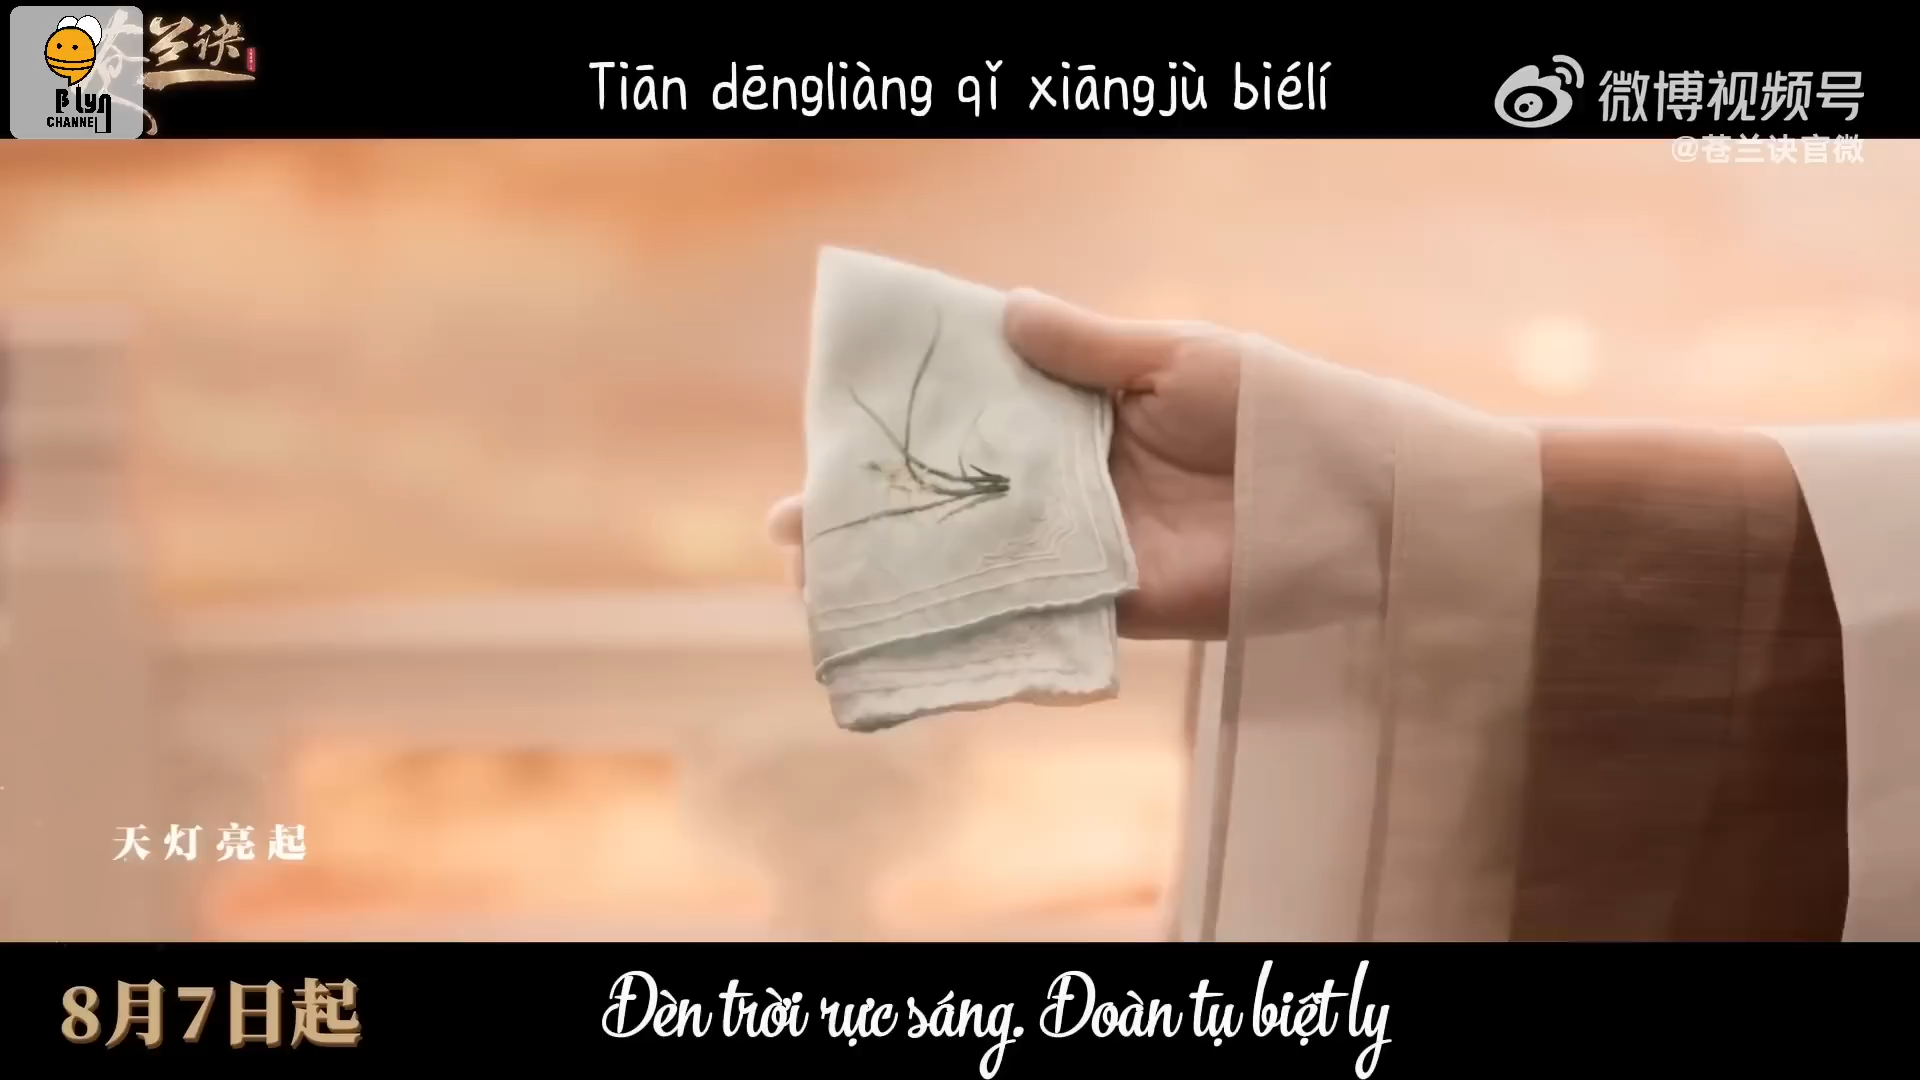 苍兰诀
B lyn
CHANNEL
Tiān dēngliàng qǐ xiāngjù biélí
微博视频号
@苍兰诀官微
天灯亮起
8月7日起
Đèn trời rực sáng. Đoàn tụ biệt ly